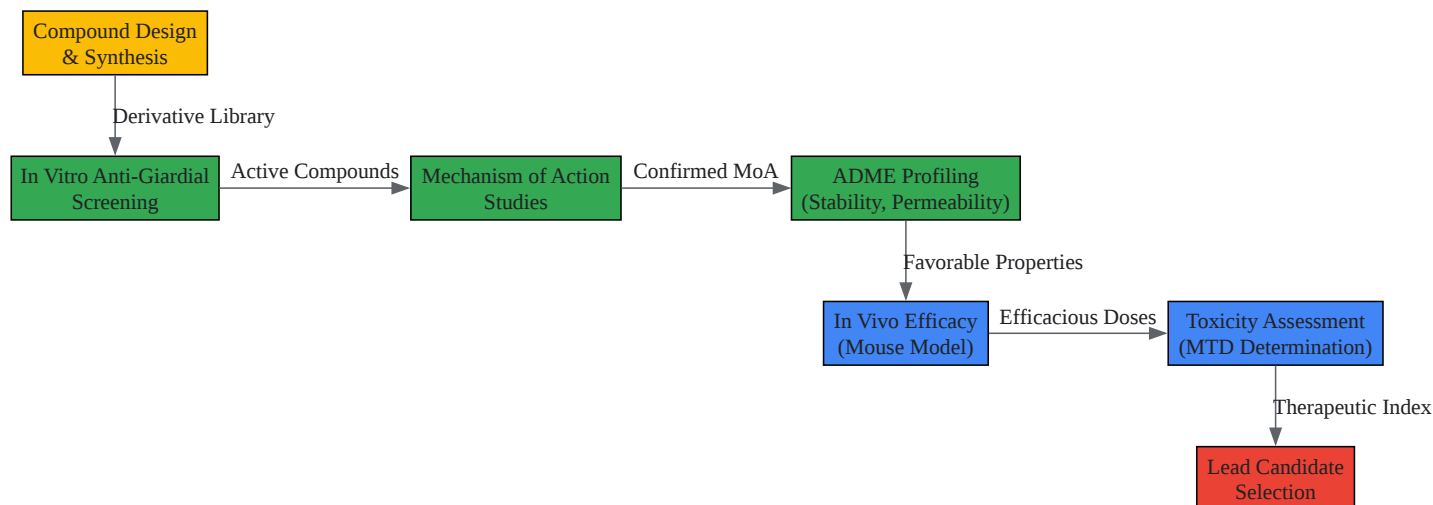 Compound Design
& Synthesis
Derivative Library
In Vitro Anti-Giardial
Screening
Active Compounds
Mechanism of Action
Studies
Confirmed MoA
ADME Profiling
(Stability, Permeability)
Favorable Properties
In Vivo Efficacy
(Mouse Model)
Efficacious Doses
Toxicity Assessment
(MTD Determination)
Therapeutic Index
Lead Candidate
Selection